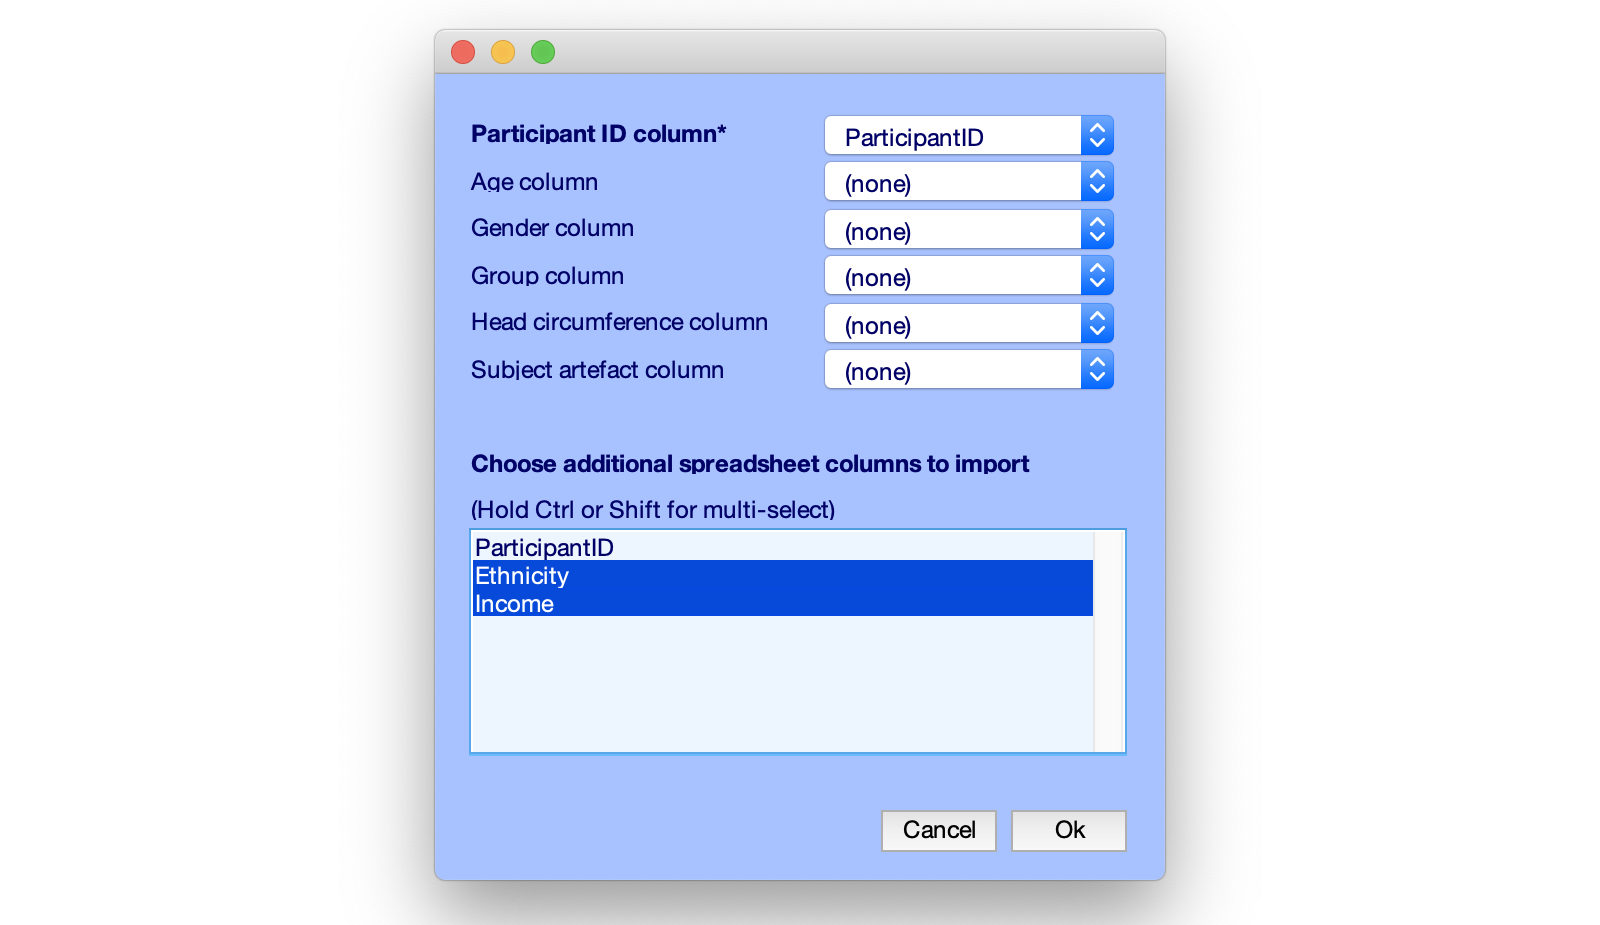 Participant ID column* ParticipantID
Age column (none)
Gender column (none)
Group column (none)
Head circumference column (none)
Subject artefact column (none)
Choose additional spreadsheet columns to import
(Hold Ctrl or Shift for multi-select)
ParticipantID
Ethnicity
Income
Cancel Ok